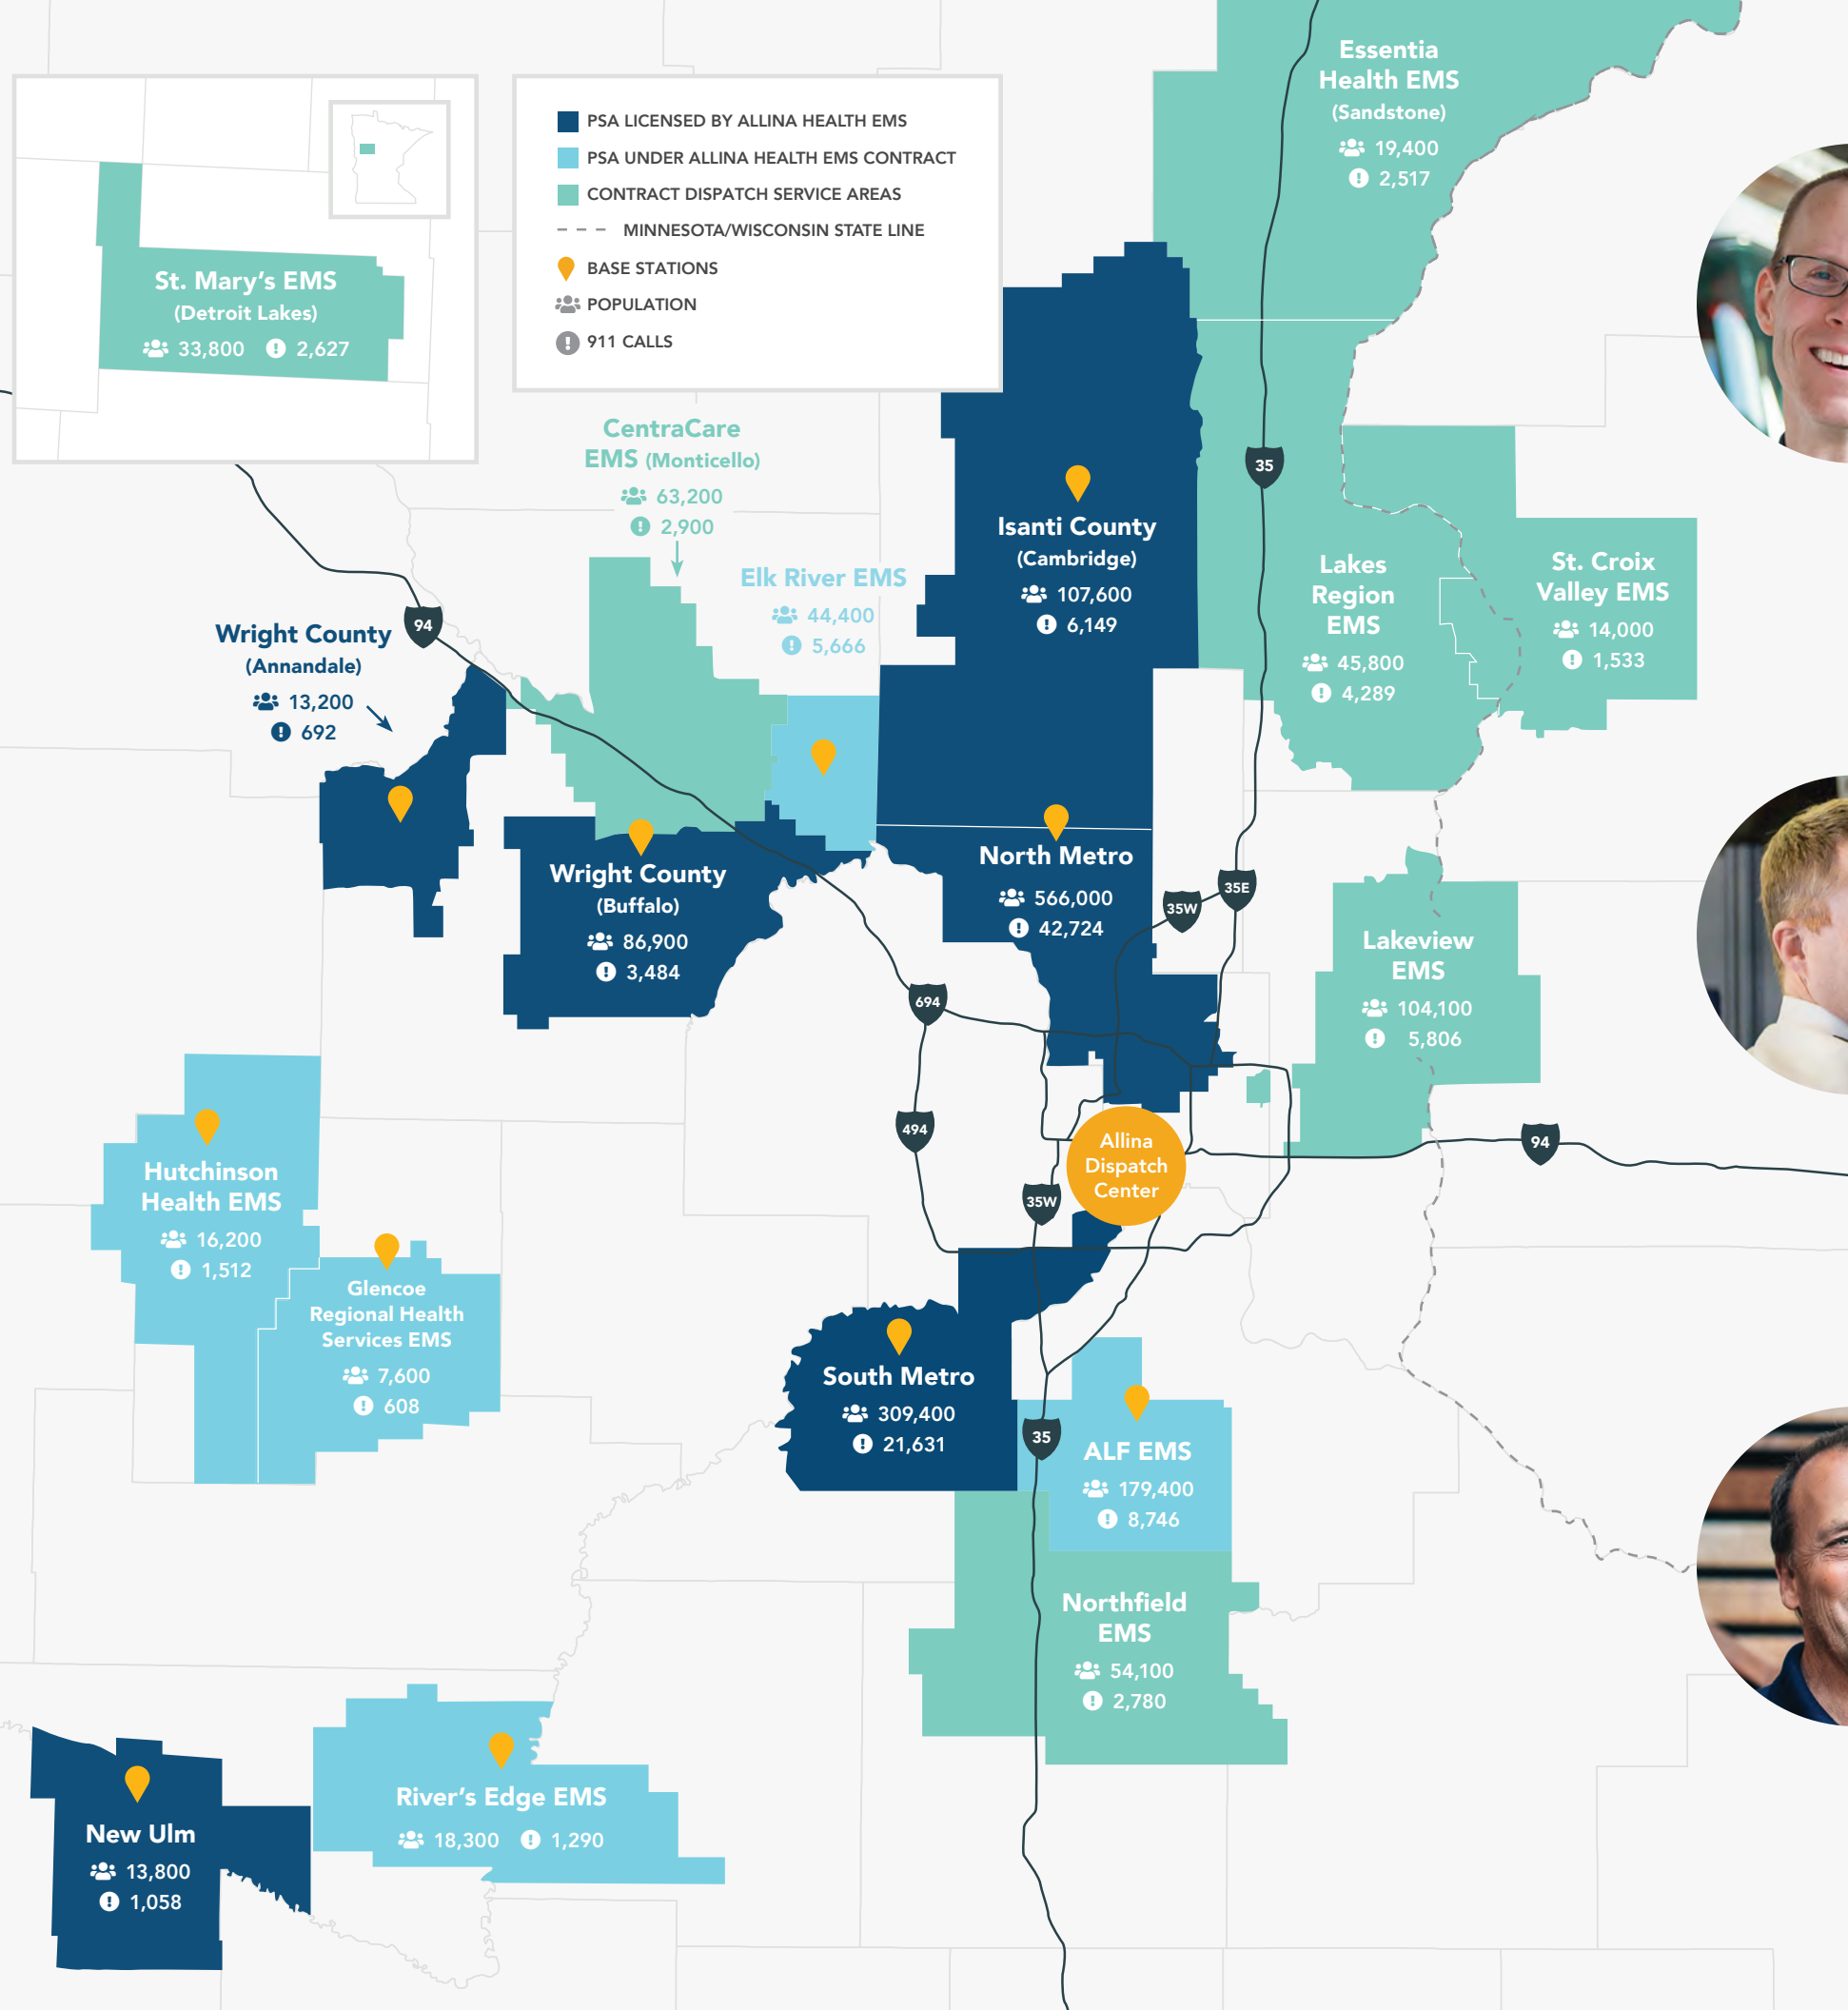 Essentia
Health EMS
(Sandstone)
19,400
2,517
PSA LICENSED BY ALLINA HEALTH EMS
PSA UNDER ALLINA HEALTH EMS CONTRACT
CONTRACT DISPATCH SERVICE AREAS
MINNESOTA/WISCONSIN STATE LINE
BASE STATIONS
POPULATION
911 CALLS
St. Mary’s EMS
(Detroit Lakes)
33,800 2,627
CentraCare
EMS (Monticello)
63,200
2,900
35
Isanti County
(Cambridge)
107,600
6,149
Elk River EMS
44,400
5,666
Lakes
Region
EMS
45,800
4,289
St. Croix
Valley EMS
14,000
1,533
94
Wright County
(Annandale)
13,200
692
North Metro
566,000
42,724
Wright County
(Buffalo)
86,900
3,484
35E
35W
Lakeview
EMS
104,100
5,806
694
494
Allina
Dispatch
Center
94
35W
Hutchinson
Health EMS
16,200
1,512
Glencoe
Regional Health
Services EMS
7,600
608
South Metro
309,400
21,631
35
ALF EMS
179,400
8,746
Northfield
EMS
54,100
2,780
River’s Edge EMS
18,300 1,290
New Ulm
13,800
1,058